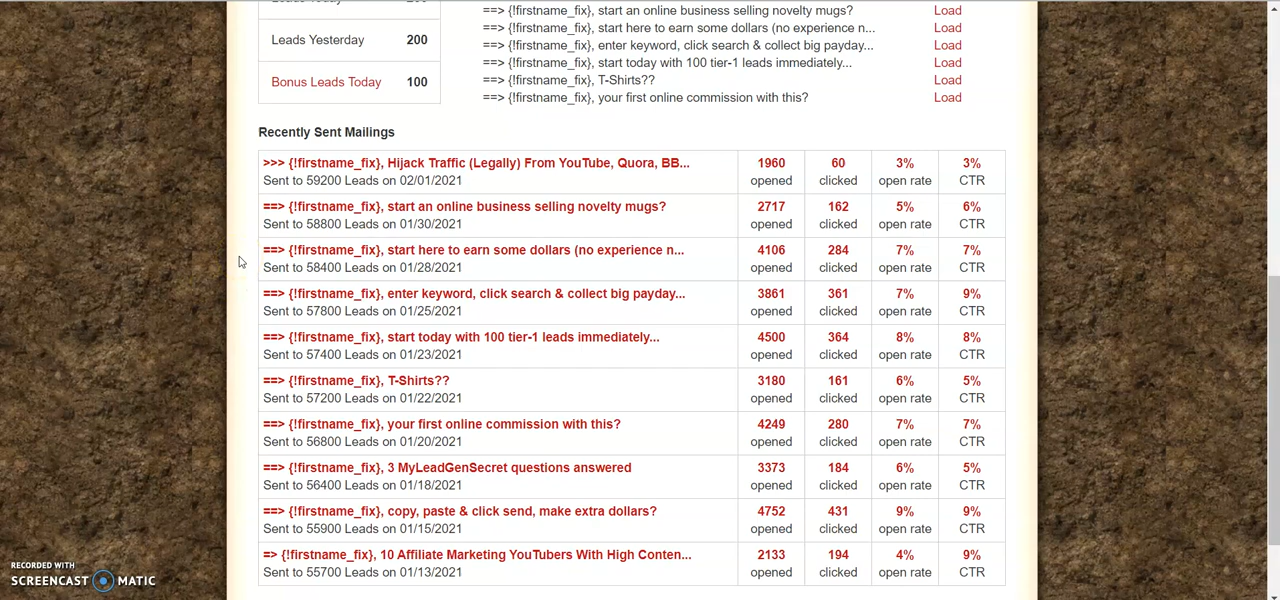 ==> {!firstname_fix}, start an online business selling novelty mugs? Load
Leads Yesterday 200
==> {!firstname_fix}, start here to earn some dollars (no experience n... Load
==> {!firstname_fix}, enter keyword, click search & collect big payday... Load
==> {!firstname_fix}, start today with 100 tier-1 leads immediately... Load
Bonus Leads Today 100
==> {!firstname_fix}, T-Shirts?? Load
==> {!firstname_fix}, your first online commission with this? Load
Recently Sent Mailings
>>> {!firstname_fix}, Hijack Traffic (Legally) From YouTube, Quora, BB... 1960 60 3% 3%
Sent to 59200 Leads on 02/01/2021 opened clicked open rate CTR
==> {!firstname_fix}, start an online business selling novelty mugs? 2717 162 5% 6%
Sent to 58800 Leads on 01/30/2021 opened clicked open rate CTR
==> {!firstname_fix}, start here to earn some dollars (no experience n... 4106 284 7% 7%
Sent to 58400 Leads on 01/28/2021 opened clicked open rate CTR
==> {!firstname_fix}, enter keyword, click search & collect big payday... 3861 361 7% 9%
Sent to 57800 Leads on 01/25/2021 opened clicked open rate CTR
==> {!firstname_fix}, start today with 100 tier-1 leads immediately... 4500 364 8% 8%
Sent to 57400 Leads on 01/23/2021 opened clicked open rate CTR
==> {!firstname_fix}, T-Shirts?? 3180 161 6% 5%
Sent to 57200 Leads on 01/22/2021 opened clicked open rate CTR
==> {!firstname_fix}, your first online commission with this? 4249 280 7% 7%
Sent to 56800 Leads on 01/20/2021 opened clicked open rate CTR
==> {!firstname_fix}, 3 MyLeadGenSecret questions answered 3373 184 6% 5%
Sent to 56400 Leads on 01/18/2021 opened clicked open rate CTR
==> {!firstname_fix}, copy, paste & click send, make extra dollars? 4752 431 9% 9%
Sent to 55900 Leads on 01/15/2021 opened clicked open rate CTR
=> {!firstname_fix}, 10 Affiliate Marketing YouTubers With High Conten... 2133 194 4% 9%
Sent to 55700 Leads on 01/13/2021 opened clicked open rate CTR
RECORDED WITH
SCREENCAST MATIC